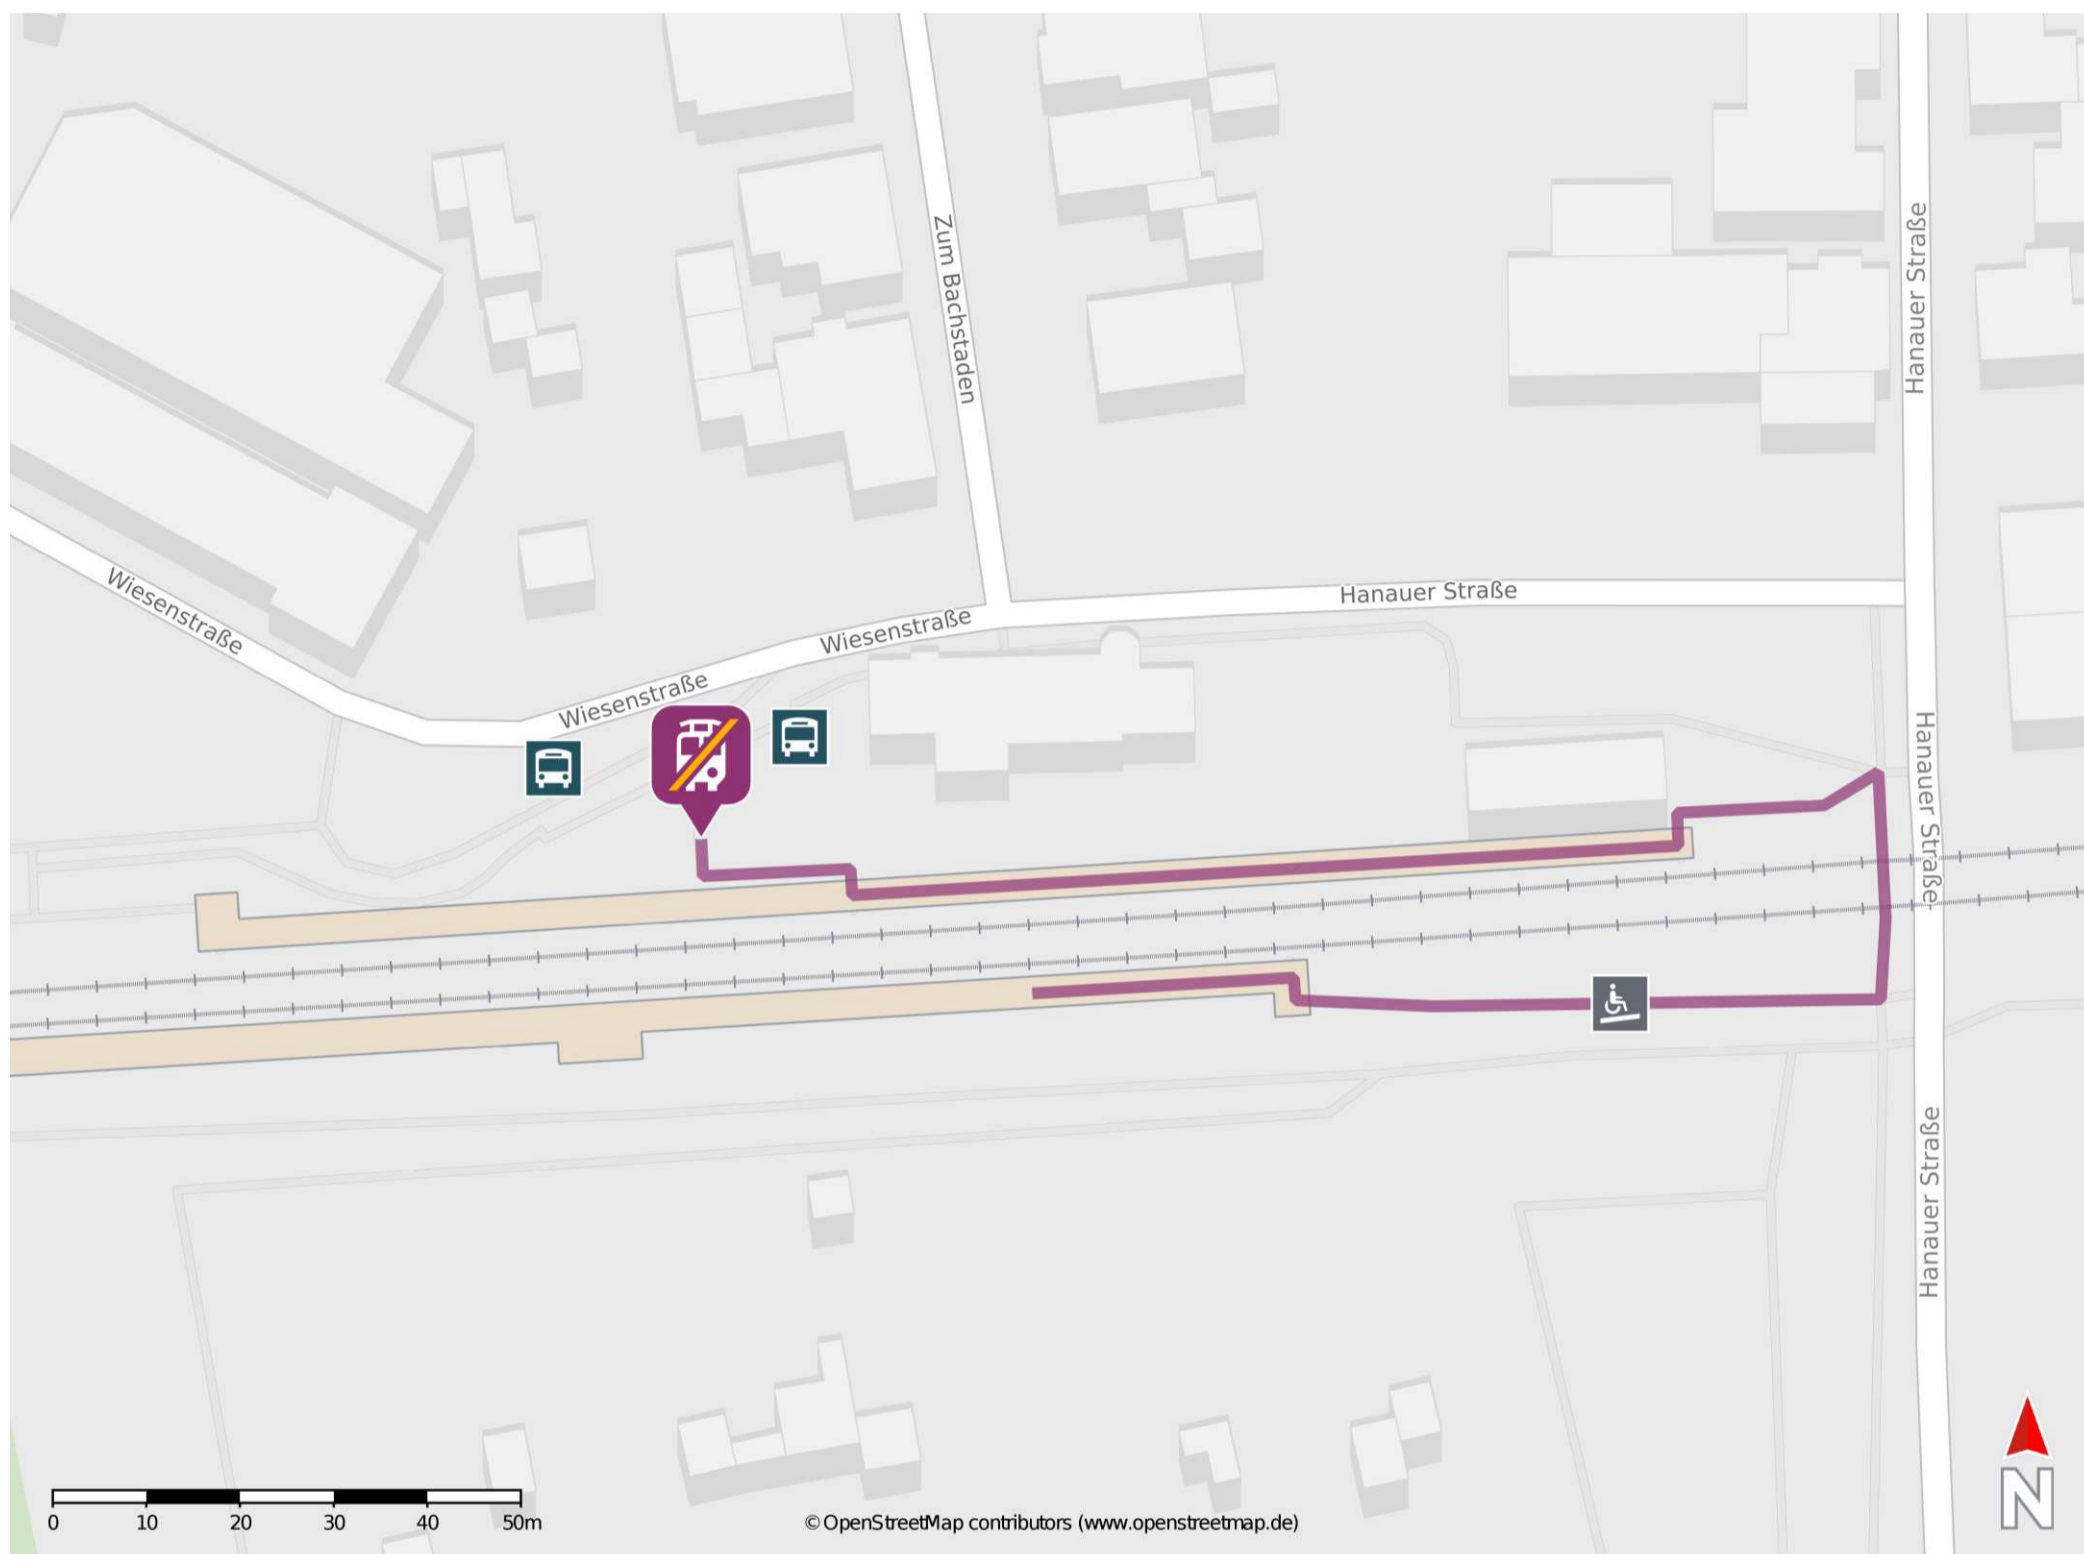 Zum Bachstaden
Hanauer Straße
Wiesenstraße
Hanauer Straße
Wiesenstraße
Wiesenstraße
Hanauer Straße
Hanauer Straße
0 10 20 30 40 50m
© OpenStreetMap contributors (www.openstreetmap.de)
N